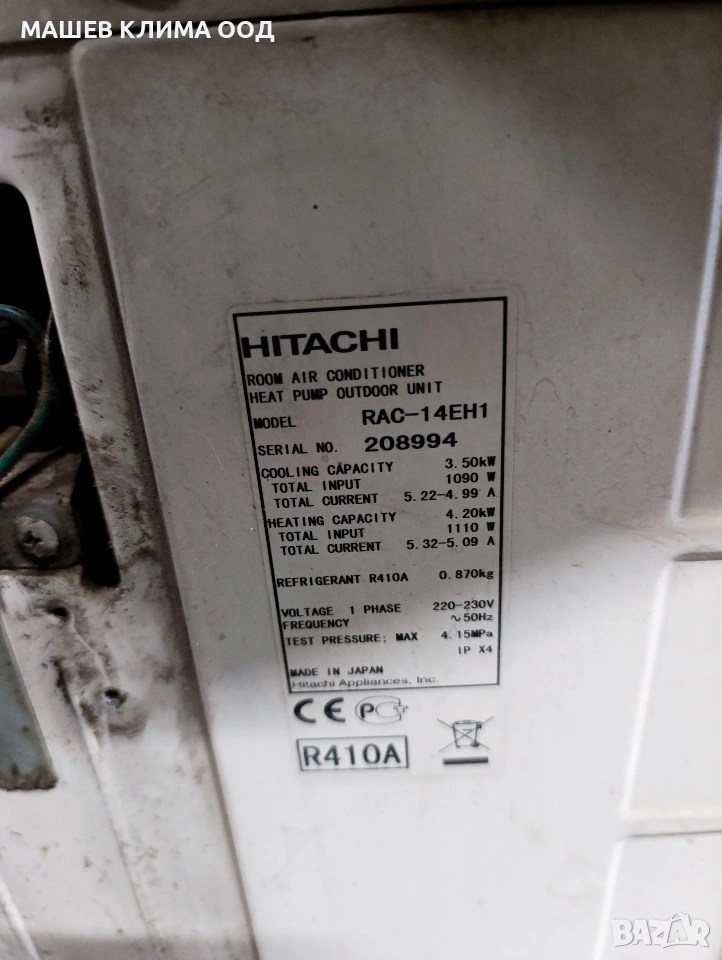 МАШЕВ КЛИМА ООД
HITACHI
ROOM AIR CONDITIONER
HEAT PUMP OUTDOOR UNIT
MODEL RAC-14EH1
SERIAL NO. 208994
COOLING CAPACITY 3.50kW
TOTAL INPUT 1090 W
TOTAL CURRENT 5.22-4.99 A
HEATING CAPACITY 4.20kW
TOTAL INPUT 1110 W
TOTAL CURRENT 5.32-5.09 A
REFRIGERANT R410A 0.870kg
VOLTAGE 1 PHASE 220-230V
FREQUENCY ~50Hz
TEST PRESSURE; MAX 4.15MPa
IP X4
MADE IN JAPAN
Hitachi Appliances, Inc.
CE PCT
R410A
BAZAR